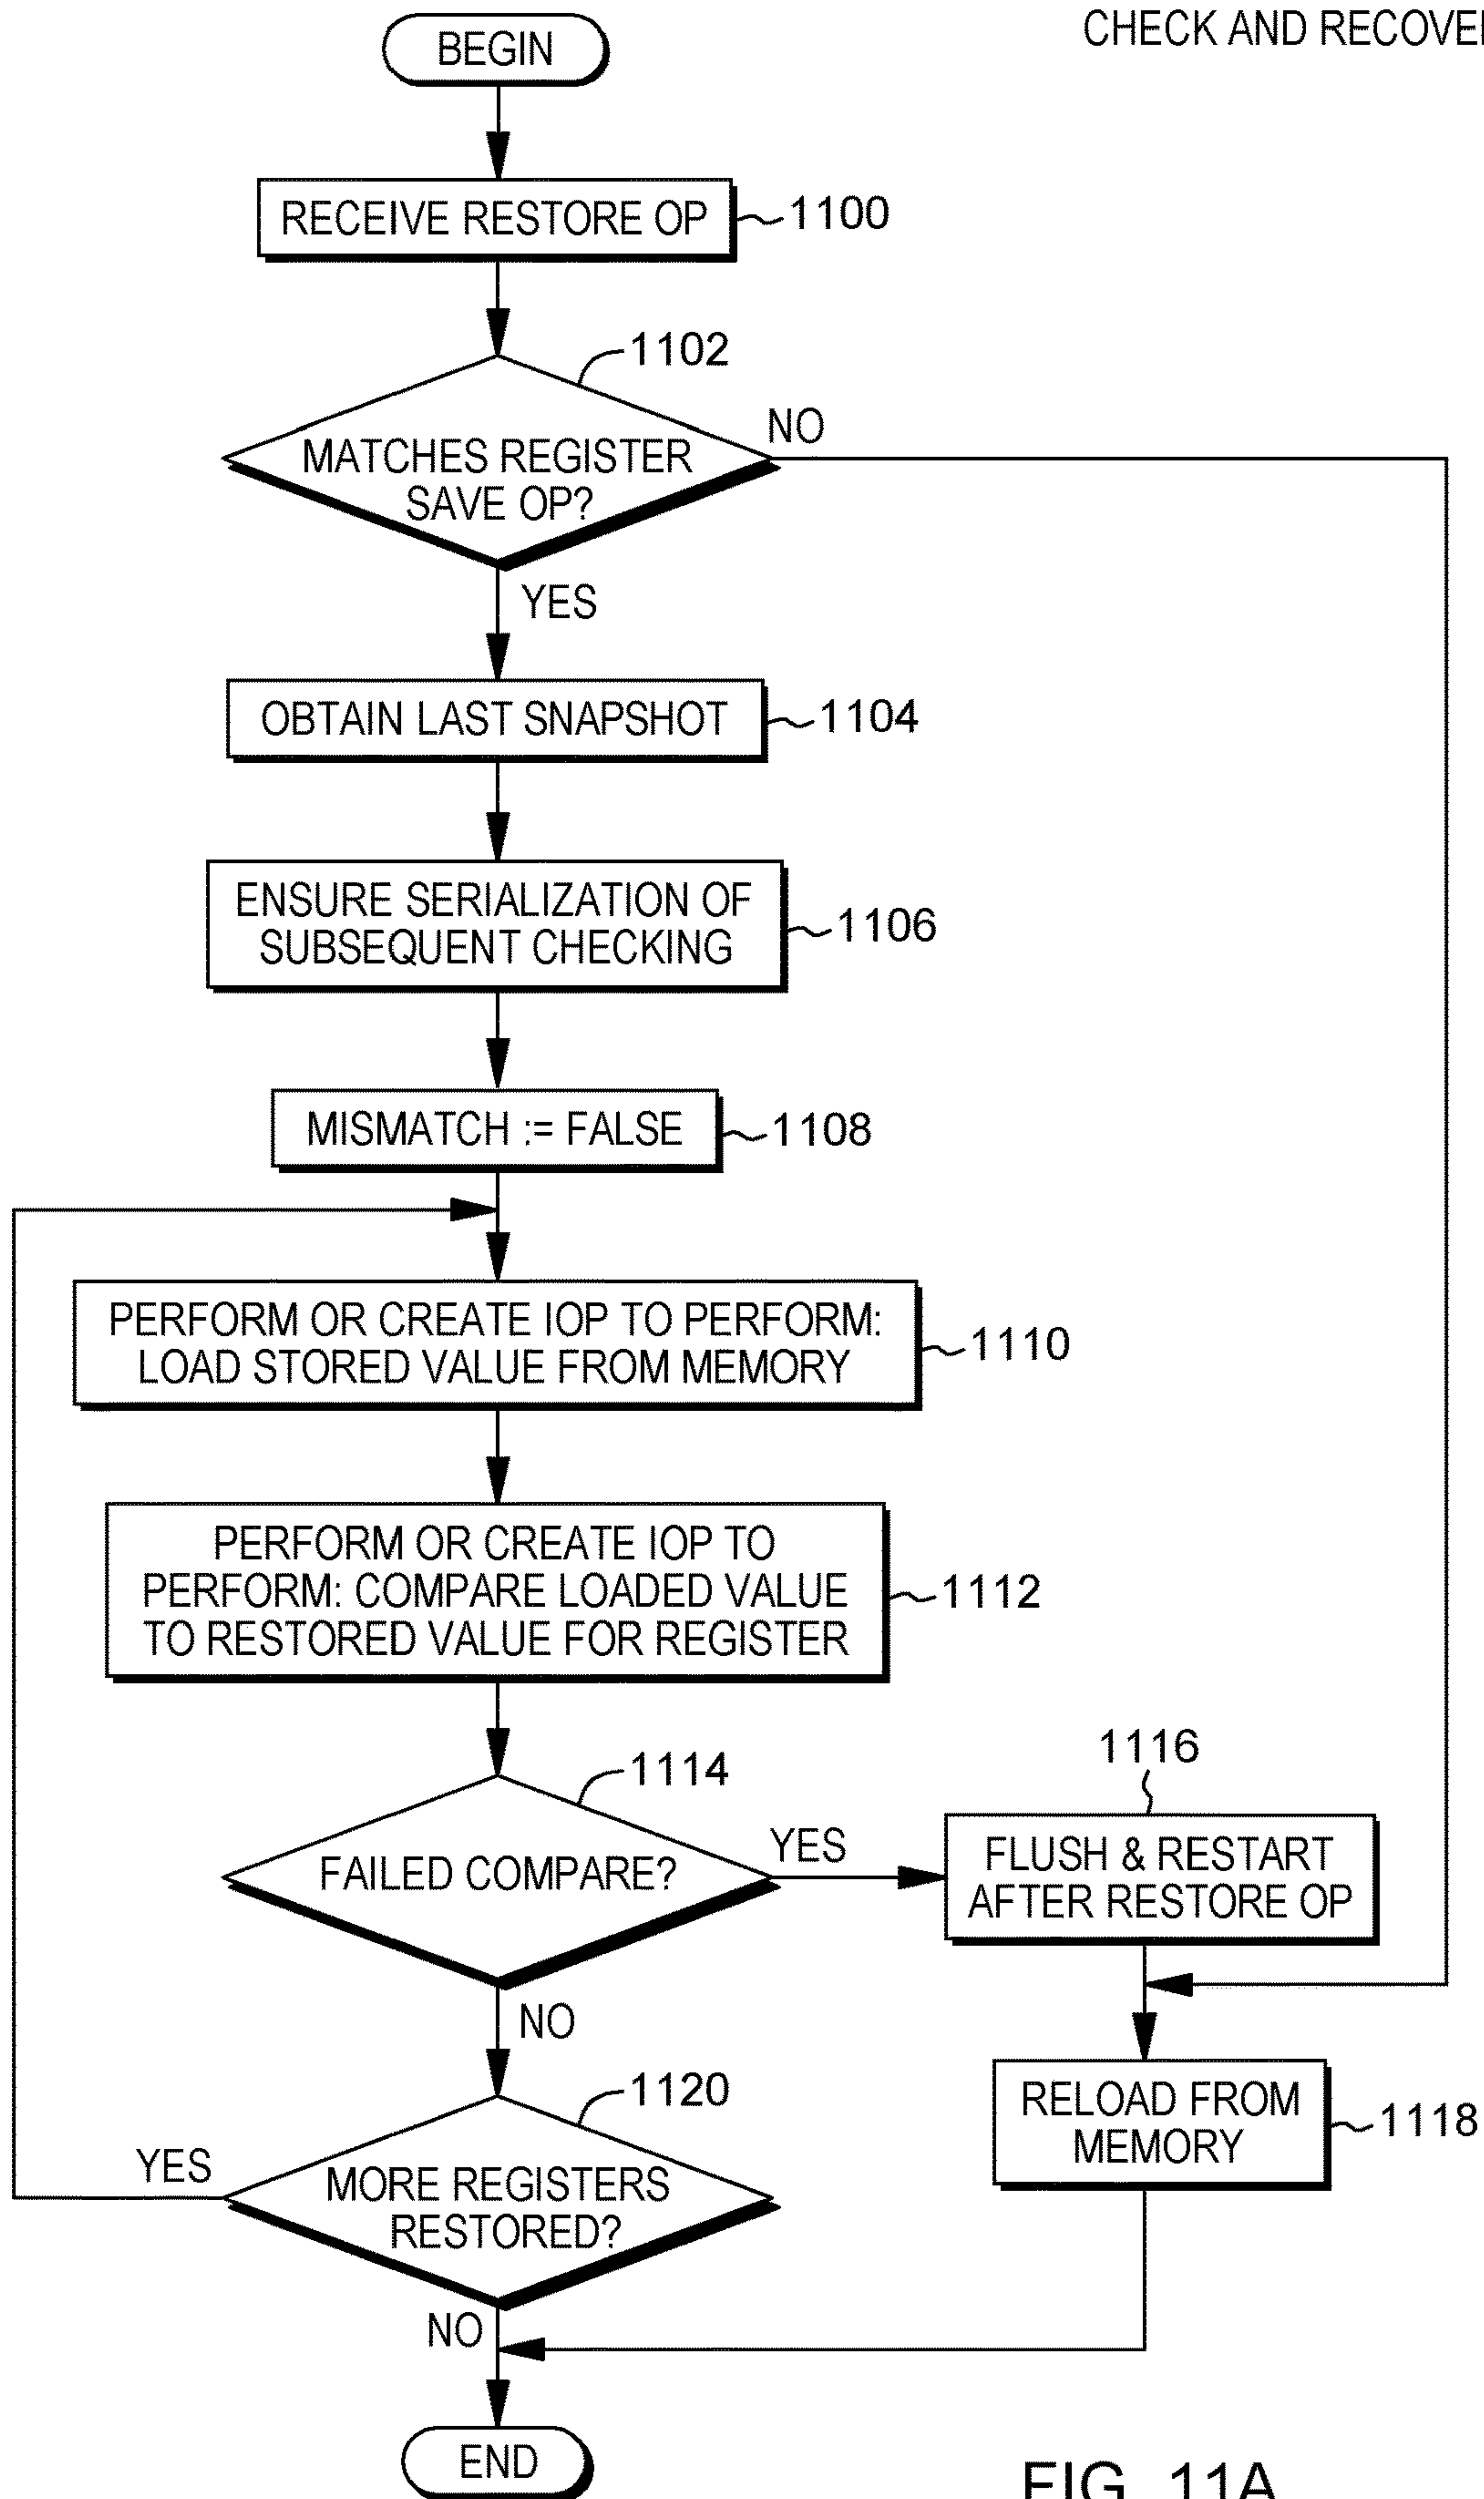 CHECK AND RECOVER
BEGIN
RECEIVE RESTORE OP
1100
1102
MATCHES REGISTER
SAVE OP?
NO
YES
OBTAIN LAST SNAPSHOT
1104
ENSURE SERIALIZATION OF
SUBSEQUENT CHECKING
1106
MISMATCH := FALSE
1108
PERFORM OR CREATE IOP TO PERFORM:
LOAD STORED VALUE FROM MEMORY
1110
PERFORM OR CREATE IOP TO
PERFORM: COMPARE LOADED VALUE
TO RESTORED VALUE FOR REGISTER
1112
1114
FAILED COMPARE?
YES
NO
1116
FLUSH & RESTART
AFTER RESTORE OP
RELOAD FROM
MEMORY
1118
1120
MORE REGISTERS
RESTORED?
YES
NO
END
FIG. 11A